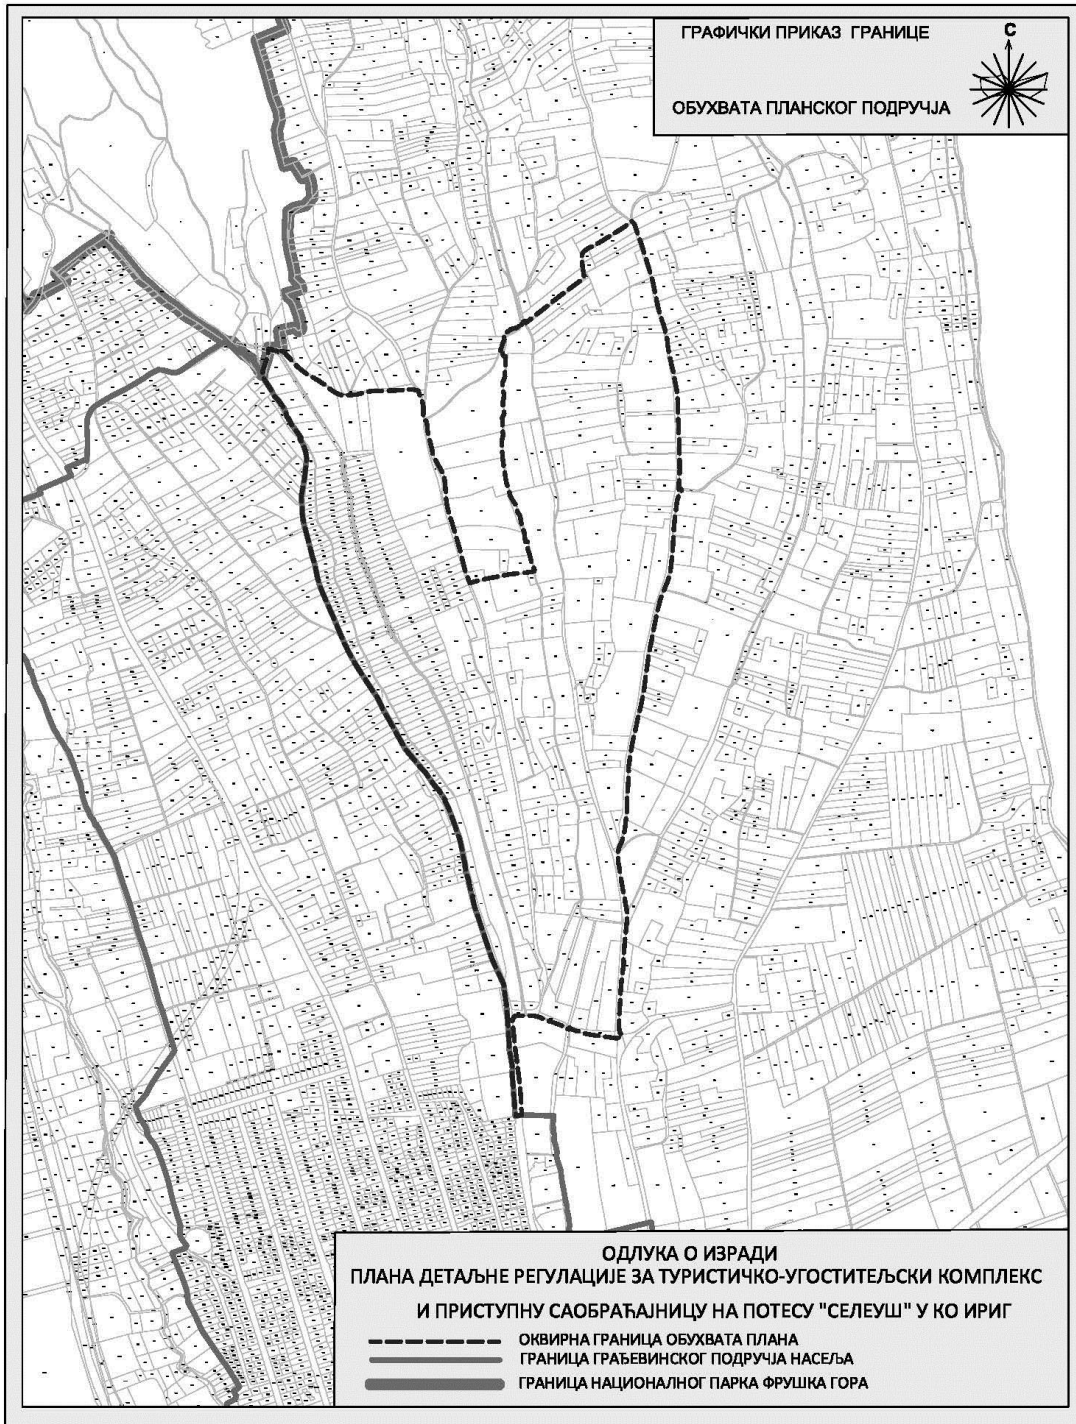 ГРАФИЧКИ ПРИКАЗ ГРАНИЦЕ
С
ОБУХВАТА ПЛАНСКОГ ПОДРУЧЈА
ОДЛУКА О ИЗРАДИ
ПЛАНА ДЕТАЉНЕ РЕГУЛАЦИЈЕ ЗА ТУРИСТИЧКО-УГОСТИТЕЉСКИ КОМПЛЕКС
И ПРИСТУПНУ САОБРАЋАЈНИЦУ НА ПОТЕСУ "СЕЛЕУШ" У КО ИРИГ
ОКВИРНА ГРАНИЦА ОБУХВАТА ПЛАНА
ГРАНИЦА ГРАЂЕВИНСКОГ ПОДРУЧЈА НАСЕЉА
ГРАНИЦА НАЦИОНАЛНОГ ПАРКА ФРУШКА ГОРА